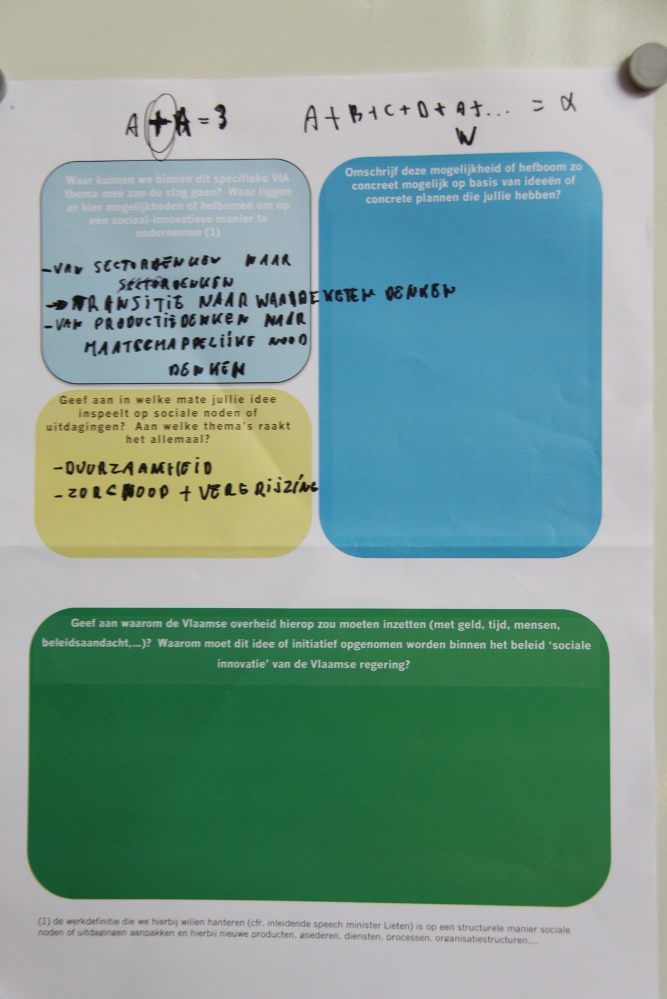 A + A = 3
A + B + C + D + A + ... = α
W
Waar kunnen we binnen dit specifieke VIA
thema mee aan de slag gaan? Waar liggen
er hier mogelijkheden of hefbomen om op
een sociaal-innovatieve manier te
ondernemen (1)
- VAN SECTORDENKEN NAAR
SECTORDENKEN
→ TRANSITIE NAAR WAARDEKETEN DENKEN
- VAN PRODUCTIEDENKEN NAAR
MAATSCHAPPELIJKE NOOD
DENKEN
Omschrijf deze mogelijkheid of hefboom zo
concreet mogelijk op basis van ideeën of
concrete plannen die jullie hebben?
Geef aan in welke mate jullie idee
inspeelt op sociale noden of
uitdagingen? Aan welke thema's raakt
het allemaal?
- DUURZAAMHEID
- ZORGNOOD + VERGRIJZING
Geef aan waarom de Vlaamse overheid hierop zou moeten inzetten (met geld, tijd, mensen,
beleidsaandacht,...)? Waarom moet dit idee of initiatief opgenomen worden binnen het beleid 'sociale
innovatie' van de Vlaamse regering?
(1) de werkdefinitie die we hierbij willen hanteren (cfr. inleidende speech minister Lieten) is op een structurele manier sociale
noden of uitdagingen aanpakken en hierbij nieuwe producten, goederen, diensten, processen, organisatiestructuren,...